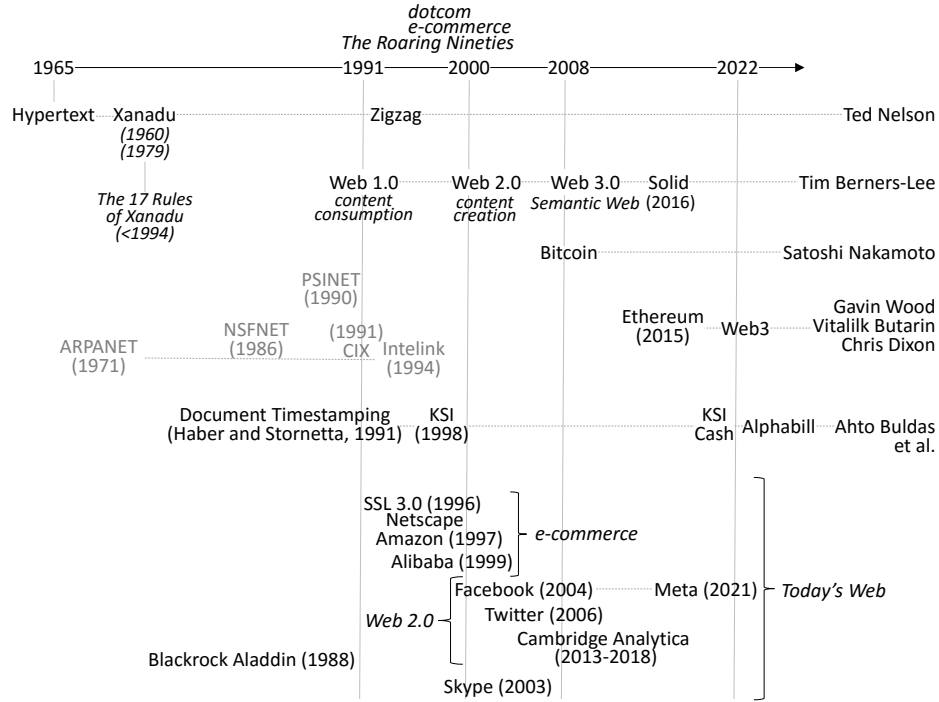 dotcom
e-commerce
The Roaring Nineties
1965 1991 2000 2008 2022
Hypertext Xanadu Zigzag Ted Nelson
(1960)
(1979)
The 17 Rules
of Xanadu
(<1994)
Web 1.0 Web 2.0 Web 3.0 Solid Tim Berners-Lee
content content Semantic Web (2016)
consumption creation
Bitcoin Satoshi Nakamoto
PSINET
(1990)
Gavin Wood
Ethereum Web3 Vitalilk Butarin
(2015) Chris Dixon
NSFNET (1991)
(1986) CIX Intelink
ARPANET (1994)
(1971)
Document Timestamping KSI KSI Alphabill Ahto Buldas
(Haber and Stornetta, 1991) (1998) Cash et al.
SSL 3.0 (1996)
Netscape
Amazon (1997) e-commerce
Alibaba (1999)
Facebook (2004) Meta (2021) Today's Web
Web 2.0 Twitter (2006)
Cambridge Analytica
(2013-2018)
Blackrock Aladdin (1988)
Skype (2003)